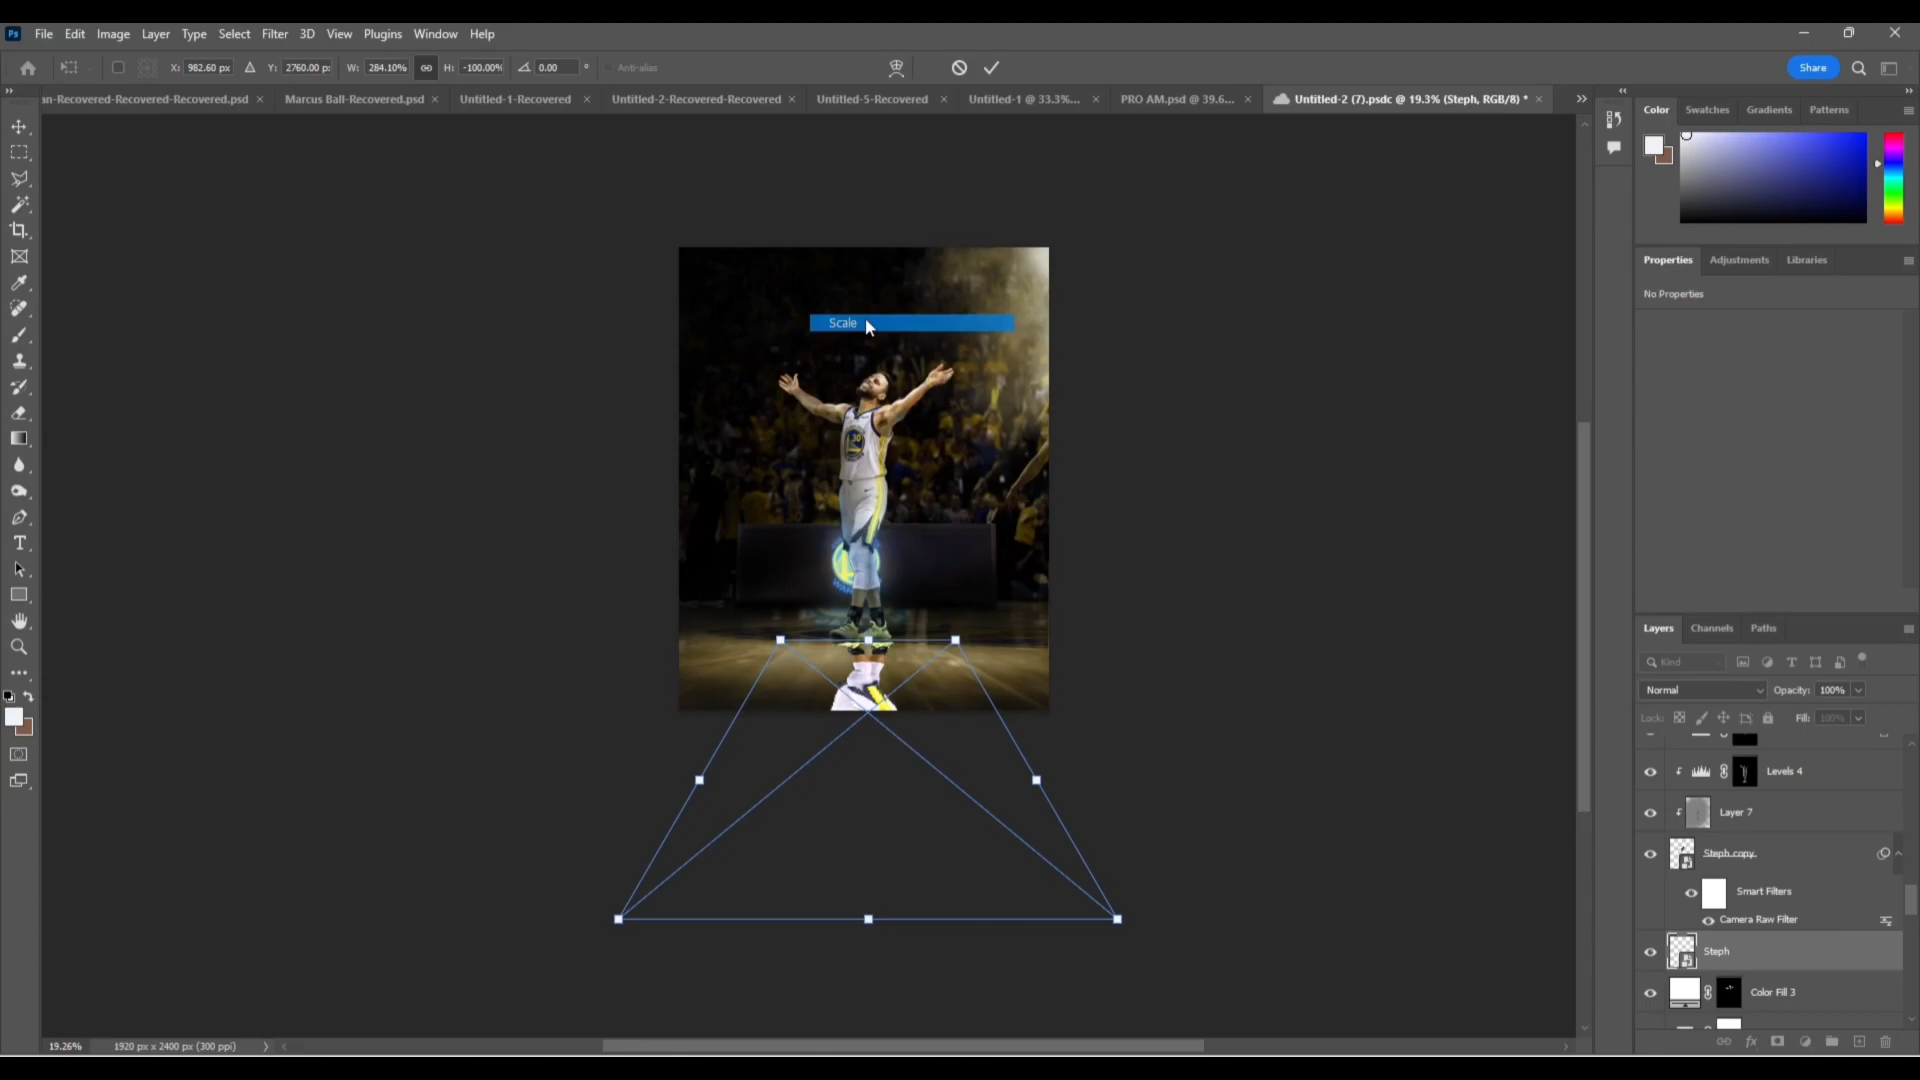 Ps File Edit Image Layer Type Select Filter 3D View Plugins Window Help
X: 982.60 px Y: 2760.00 p: W: 284.10% H: -100.00% 0.00 ° Anti-alias Share
an-Recovered-Recovered-Recovered.psd × Marcus Ball-Recovered.psd × Untitled-1-Recovered × Untitled-2-Recovered-Recovered × Untitled-5-Recovered × Untitled-1 @ 33.3%... × PRO AM.psd @ 39.6... × Untitled-2 (7).psdc @ 19.3% (Steph, RGB/8) * ×
Color Swatches Gradients Patterns
Properties Adjustments Libraries
No Properties
Scale
30
Layers Channels Paths
Kind
Normal Opacity: 100%
Lock: Fill: 100%
Levels 4
Layer 7
Steph copy
Smart Filters
Camera Raw Filter
Steph
Color Fill 3
19.26% 1920 px x 2400 px (300 ppi)